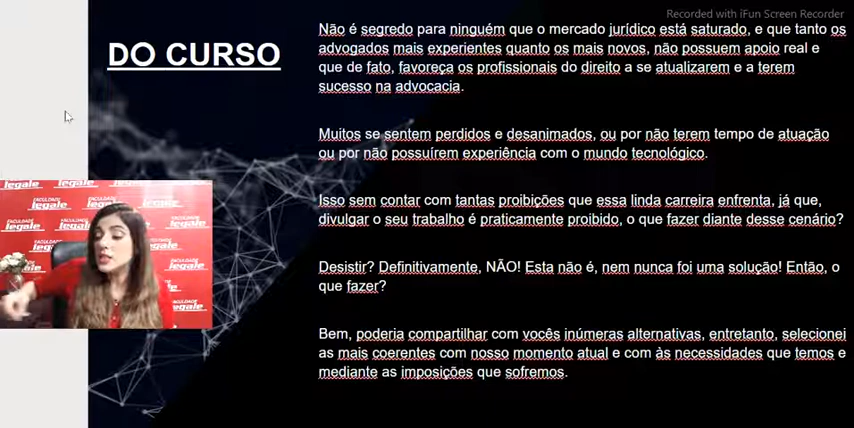 Recorded with iFun Screen Recorder
DO CURSO
Não é segredo para ninguém que o mercado jurídico está saturado, e que tanto os
advogados mais experientes quanto os mais novos, não possuem apoio real e
que de fato, favoreça os profissionais do direito a se atualizarem e a terem
sucesso na advocacia.
Muitos se sentem perdidos e desanimados, ou por não terem tempo de atuação
ou por não possuírem experiência com o mundo tecnológico.
Isso sem contar com tantas proibições que essa linda carreira enfrenta, já que,
divulgar o seu trabalho é praticamente proibido, o que fazer diante desse cenário?
Desistir? Definitivamente, NÃO! Esta não é, nem nunca foi uma solução! Então, o
que fazer?
Bem, poderia compartilhar com vocês inúmeras alternativas, entretanto, selecionei
as mais coerentes com nosso momento atual e com às necessidades que temos e
mediante as imposições que sofremos.
FACULDADE
legale